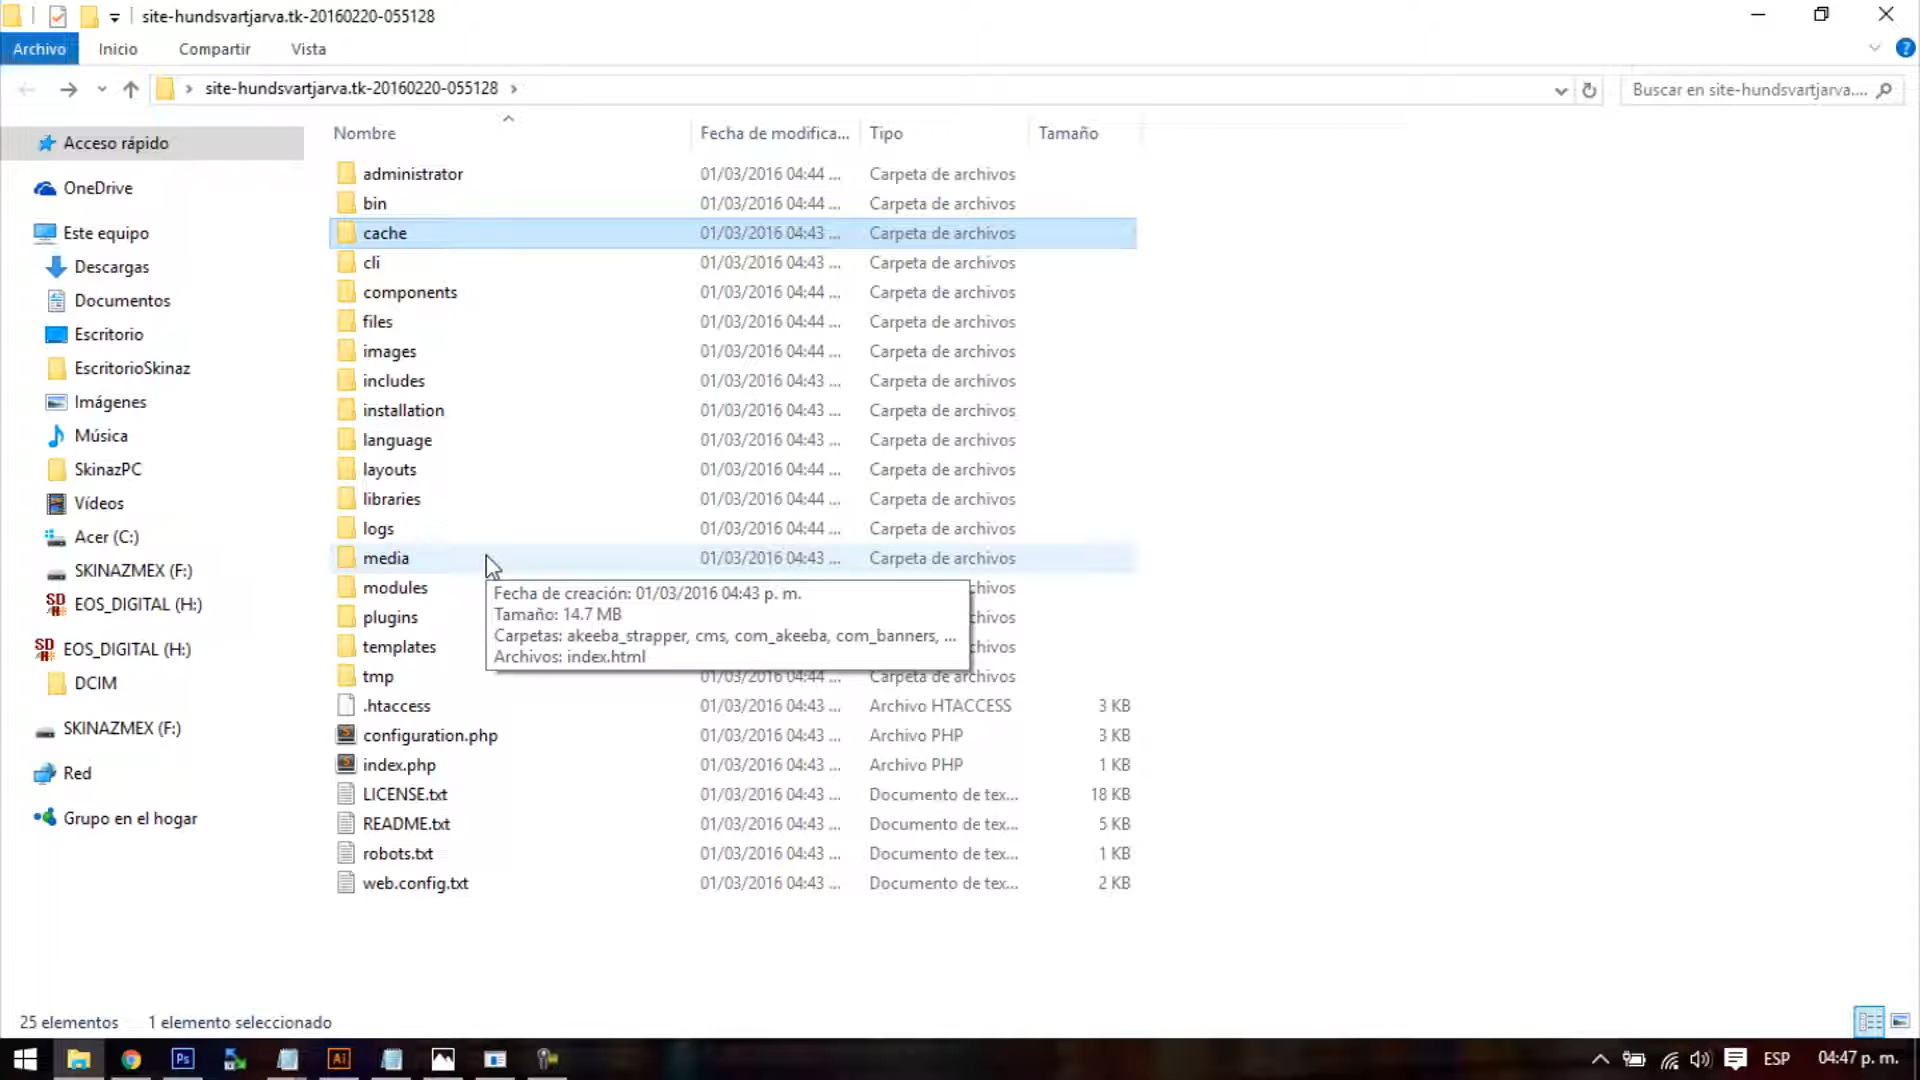 site-hundsvartjarva.tk-20160220-055128
Archivo Inicio Compartir Vista
site-hundsvartjarva.tk-20160220-055128
Buscar en site-hundsvartjarva....
Nombre Fecha de modifica... Tipo Tamaño
Acceso rápido
OneDrive
Este equipo
Descargas
Documentos
Escritorio
EscritorioSkinaz
Imágenes
Música
SkinazPC
Vídeos
Acer (C:)
SKINAZMEX (F:)
EOS_DIGITAL (H:)
EOS_DIGITAL (H:)
DCIM
SKINAZMEX (F:)
Red
Grupo en el hogar
administrator 01/03/2016 04:44 ... Carpeta de archivos
bin 01/03/2016 04:44 ... Carpeta de archivos
cache 01/03/2016 04:43 ... Carpeta de archivos
cli 01/03/2016 04:43 ... Carpeta de archivos
components 01/03/2016 04:44 ... Carpeta de archivos
files 01/03/2016 04:44 ... Carpeta de archivos
images 01/03/2016 04:44 ... Carpeta de archivos
includes 01/03/2016 04:43 ... Carpeta de archivos
installation 01/03/2016 04:43 ... Carpeta de archivos
language 01/03/2016 04:43 ... Carpeta de archivos
layouts 01/03/2016 04:44 ... Carpeta de archivos
libraries 01/03/2016 04:44 ... Carpeta de archivos
logs 01/03/2016 04:44 ... Carpeta de archivos
media 01/03/2016 04:43 ... Carpeta de archivos
modules chivos
plugins chivos
templates chivos
tmp 01/03/2016 04:44 ... Carpeta de archivos
Fecha de creación: 01/03/2016 04:43 p. m.
Tamaño: 14.7 MB
Carpetas: akeeba_strapper, cms, com_akeeba, com_banners, ...
Archivos: index.html
.htaccess 01/03/2016 04:43 ... Archivo HTACCESS 3 KB
configuration.php 01/03/2016 04:43 ... Archivo PHP 3 KB
index.php 01/03/2016 04:43 ... Archivo PHP 1 KB
LICENSE.txt 01/03/2016 04:43 ... Documento de tex... 18 KB
README.txt 01/03/2016 04:43 ... Documento de tex... 5 KB
robots.txt 01/03/2016 04:43 ... Documento de tex... 1 KB
web.config.txt 01/03/2016 04:43 ... Documento de tex... 2 KB
25 elementos 1 elemento seleccionado
Ps
Ai
ESP 04:47 p. m.